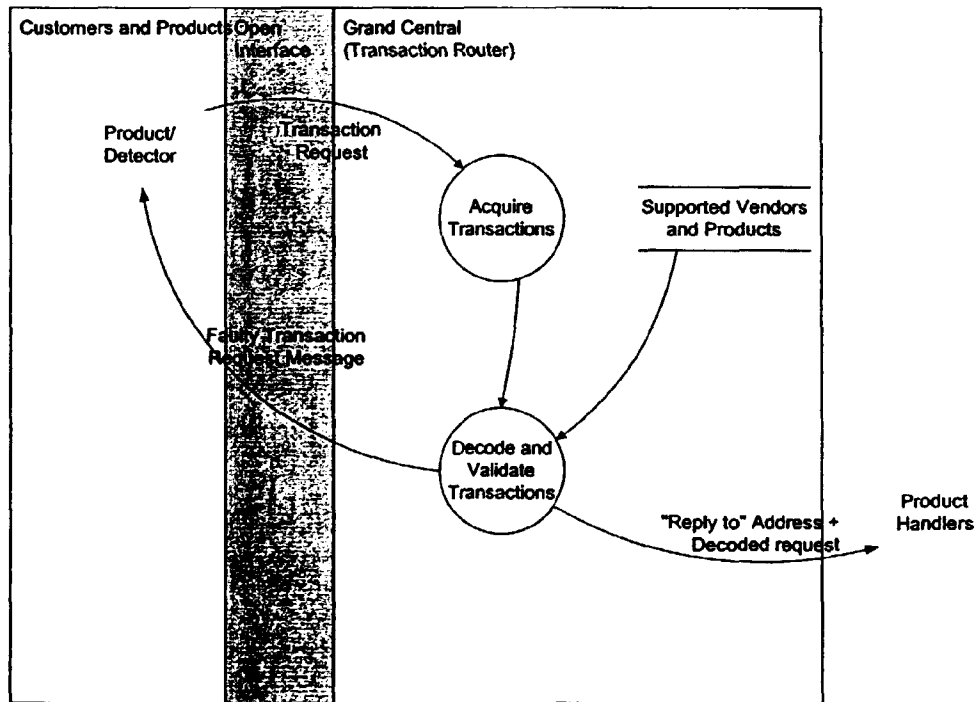 Customers and Products
Open
Interface
Grand Central
(Transaction Router)
Product/
Detector
Transaction
Request
Acquire
Transactions
Supported Vendors
and Products
Faulty Transaction
Request Message
Decode and
Validate
Transactions
"Reply to" Address +
Decoded request
Product
Handlers